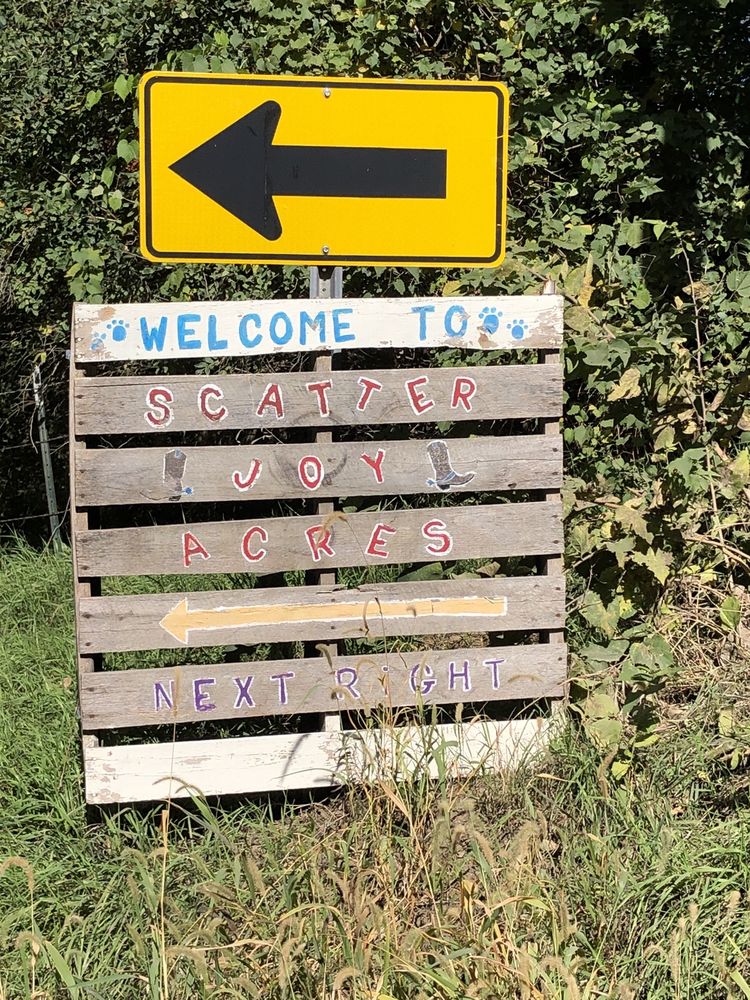 WELCOME TO
SCATTER
JOY
ACRES
NEXT RIGHT